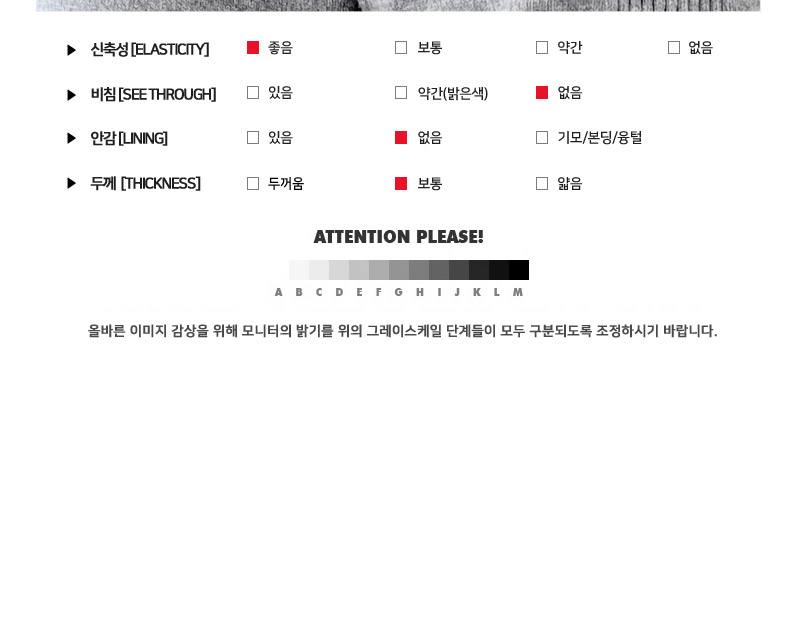 ▶ 신축성 [ELASTICITY] ■ 좋음 □ 보통 □ 약간 □ 없음
▶ 비침 [SEE THROUGH] □ 있음 □ 약간(밝은색) ■ 없음
▶ 안감 [LINING] □ 있음 ■ 없음 □ 기모/본딩/융털
▶ 두께 [THICKNESS] □ 두꺼움 ■ 보통 □ 얇음
ATTENTION PLEASE!
A B C D E F G H I J K L M
올바른 이미지 감상을 위해 모니터의 밝기를 위의 그레이스케일 단계들이 모두 구분되도록 조정하시기 바랍니다.